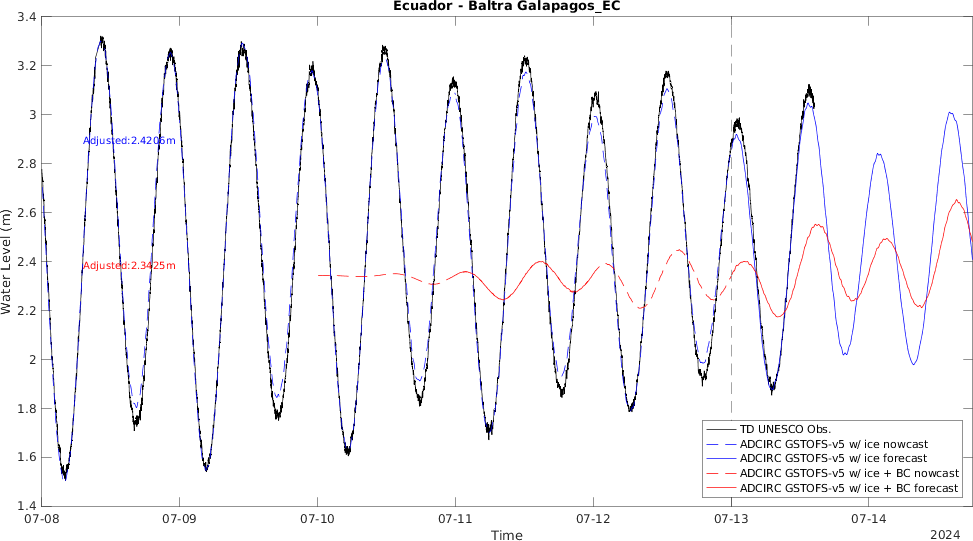 Ecuador - Baltra Galapagos_EC
3.4
3.2
3
2.8
2.6
2.4
2.2
2
1.8
1.6
1.4
Water Level (m)
Adjusted:2.4206m
Adjusted:2.3425m
TD UNESCO Obs.
ADCIRC GSTOFS-v5 w/ ice nowcast
ADCIRC GSTOFS-v5 w/ ice forecast
ADCIRC GSTOFS-v5 w/ ice + BC nowcast
ADCIRC GSTOFS-v5 w/ ice + BC forecast
07-08 07-09 07-10 07-11 07-12 07-13 07-14
Time
2024